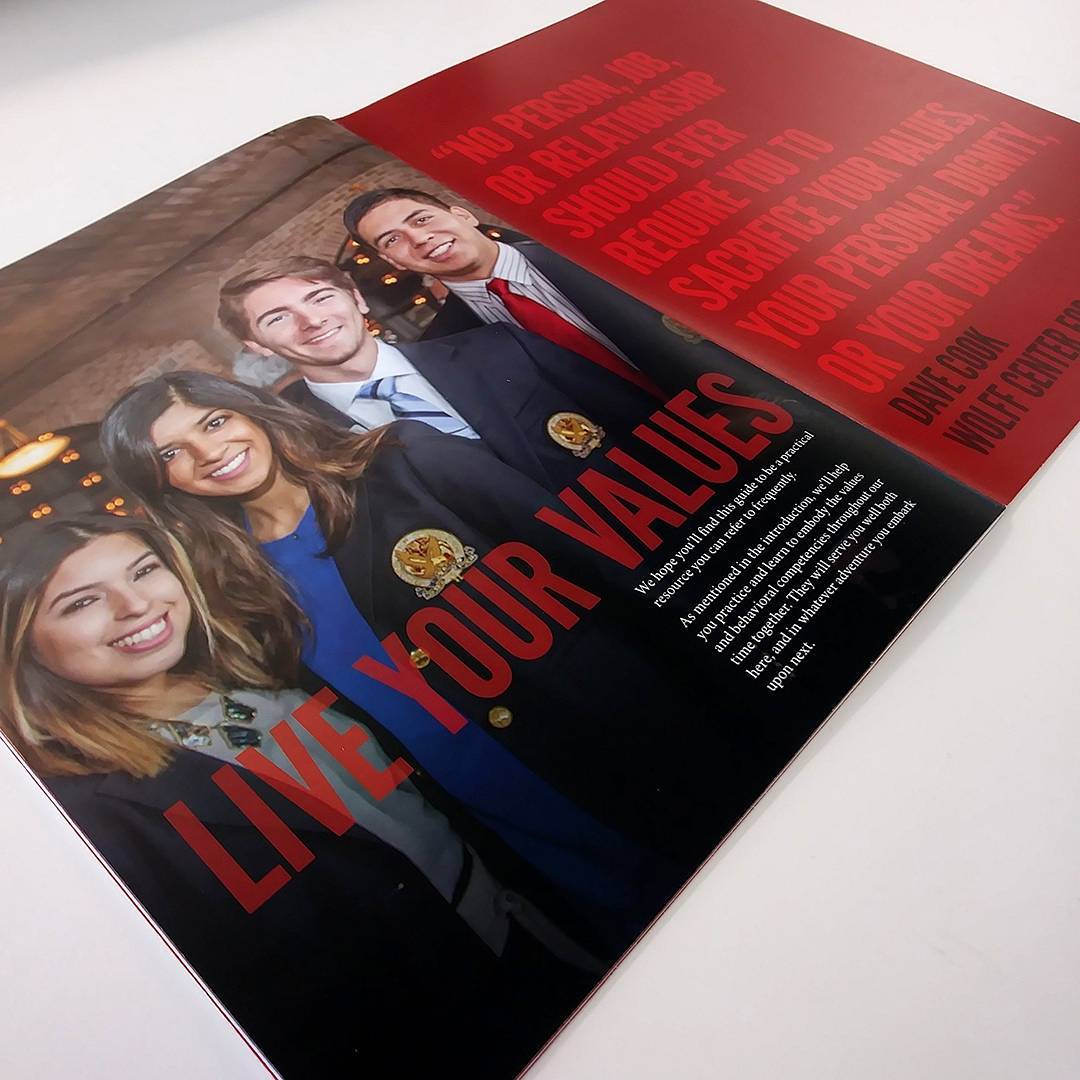 LIVE YOUR VALUES
We hope you'll find this guide to be a practical
resource you can refer to frequently.
As mentioned in the introduction, we'll help
you practice and learn to embody the values
and behavioral competencies throughout our
time together. They will serve you well both
here, and in whatever adventure you embark
upon next.
“NO PERSON, JOB,
OR RELATIONSHIP
SHOULD EVER
REQUIRE YOU TO
SACRIFICE YOUR VALUES,
YOUR PERSONAL DIGNITY,
OR YOUR DREAMS.”
DAVE COOK
WOLFF CENTER